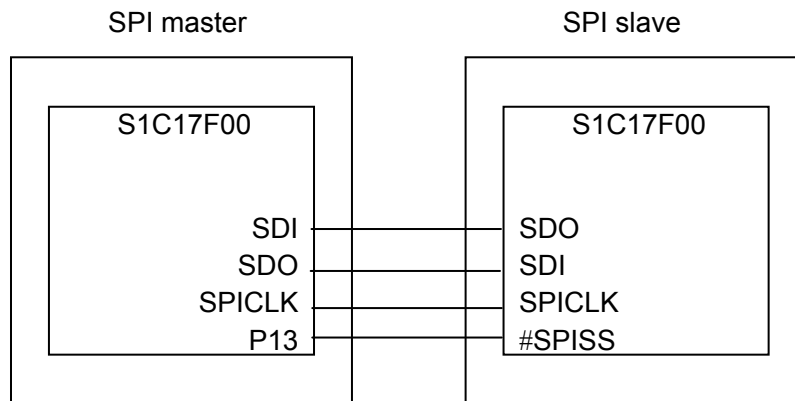 SPI master
SPI slave
S1C17F00
S1C17F00
SDI
SDO
SDO
SDI
SPICLK
SPICLK
P13
#SPISS